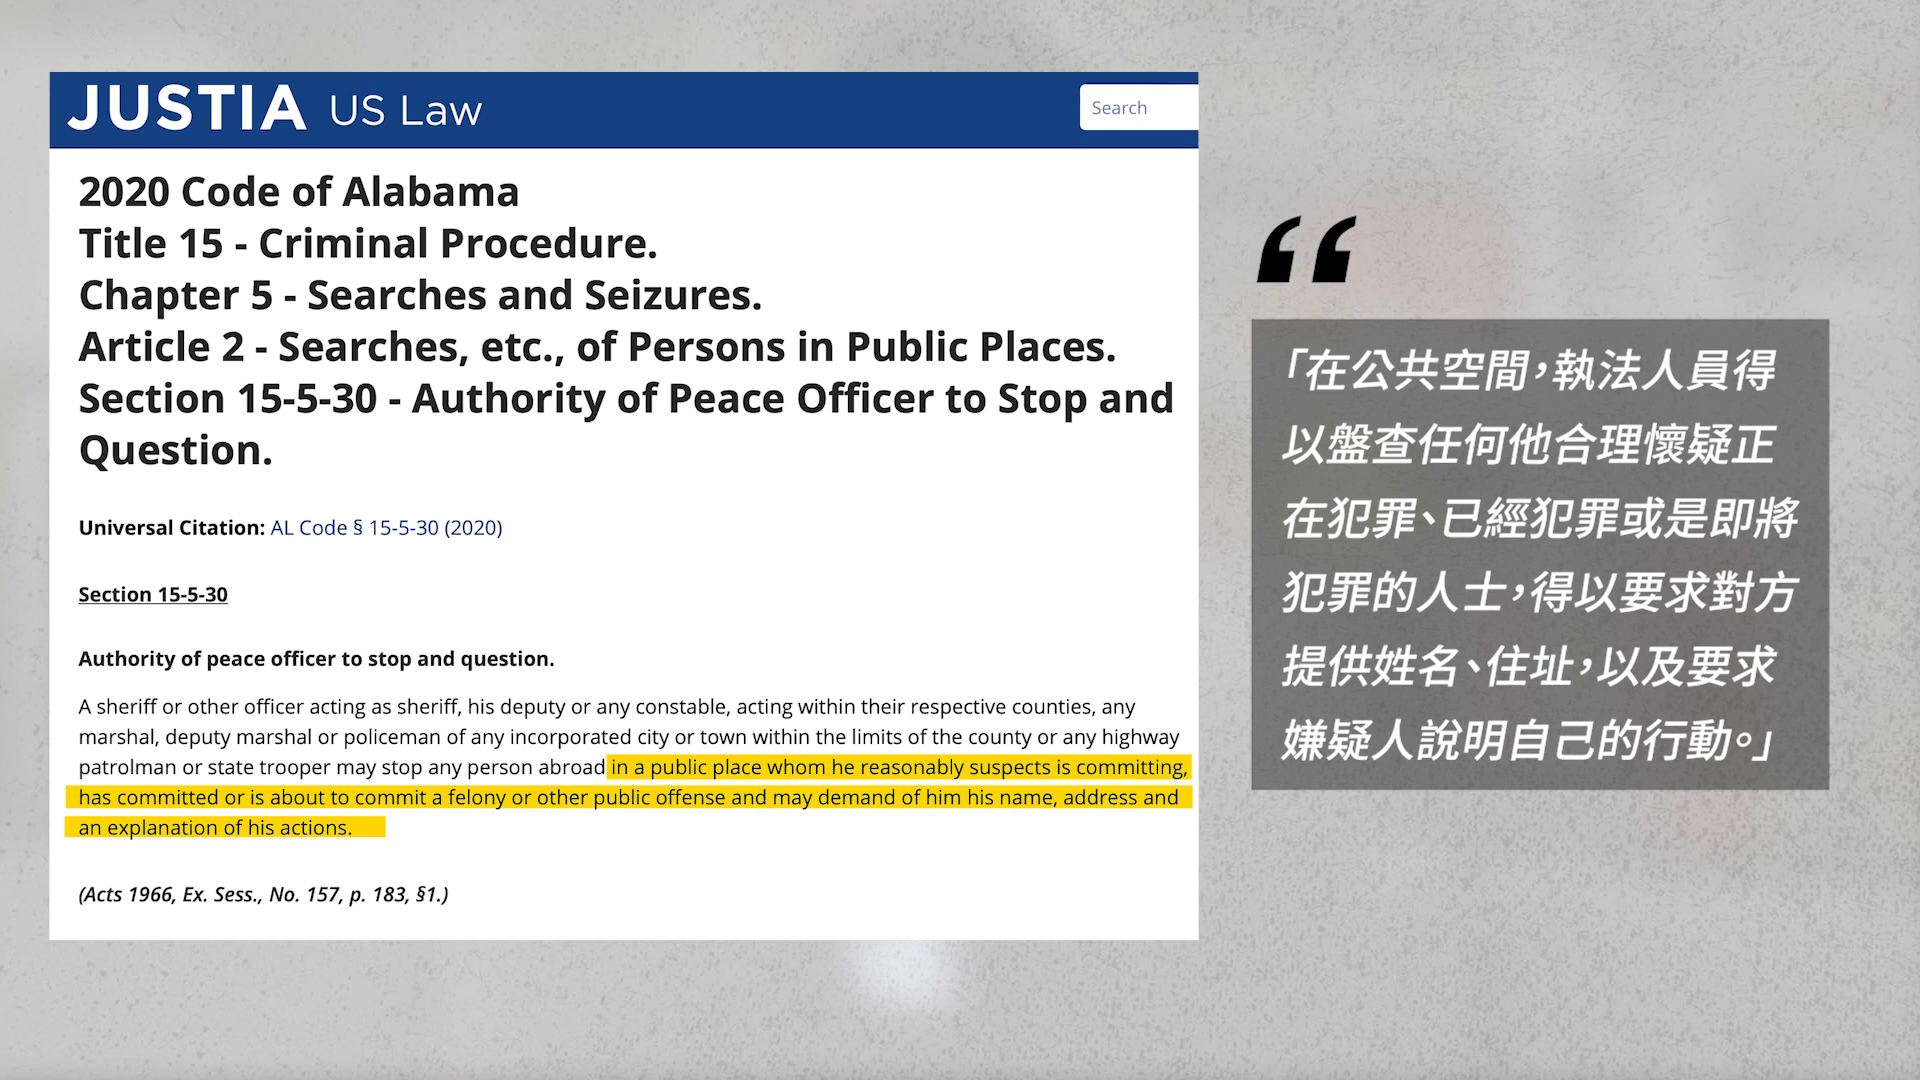 JUSTIA US Law
Search
2020 Code of Alabama
Title 15 - Criminal Procedure.
Chapter 5 - Searches and Seizures.
Article 2 - Searches, etc., of Persons in Public Places.
Section 15-5-30 - Authority of Peace Officer to Stop and
Question.
Universal Citation: AL Code § 15-5-30 (2020)
Section 15-5-30
Authority of peace officer to stop and question.
A sheriff or other officer acting as sheriff, his deputy or any constable, acting within their respective counties, any
marshal, deputy marshal or policeman of any incorporated city or town within the limits of the county or any highway
patrolman or state trooper may stop any person abroad in a public place whom he reasonably suspects is committing,
has committed or is about to commit a felony or other public offense and may demand of him his name, address and
an explanation of his actions.
(Acts 1966, Ex. Sess., No. 157, p. 183, §1.)
“
「在公共空間，執法人員得
以盤查任何他合理懷疑正
在犯罪、已經犯罪或是即將
犯罪的人士，得以要求對方
提供姓名、住址，以及要求
嫌疑人說明自己的行動。」